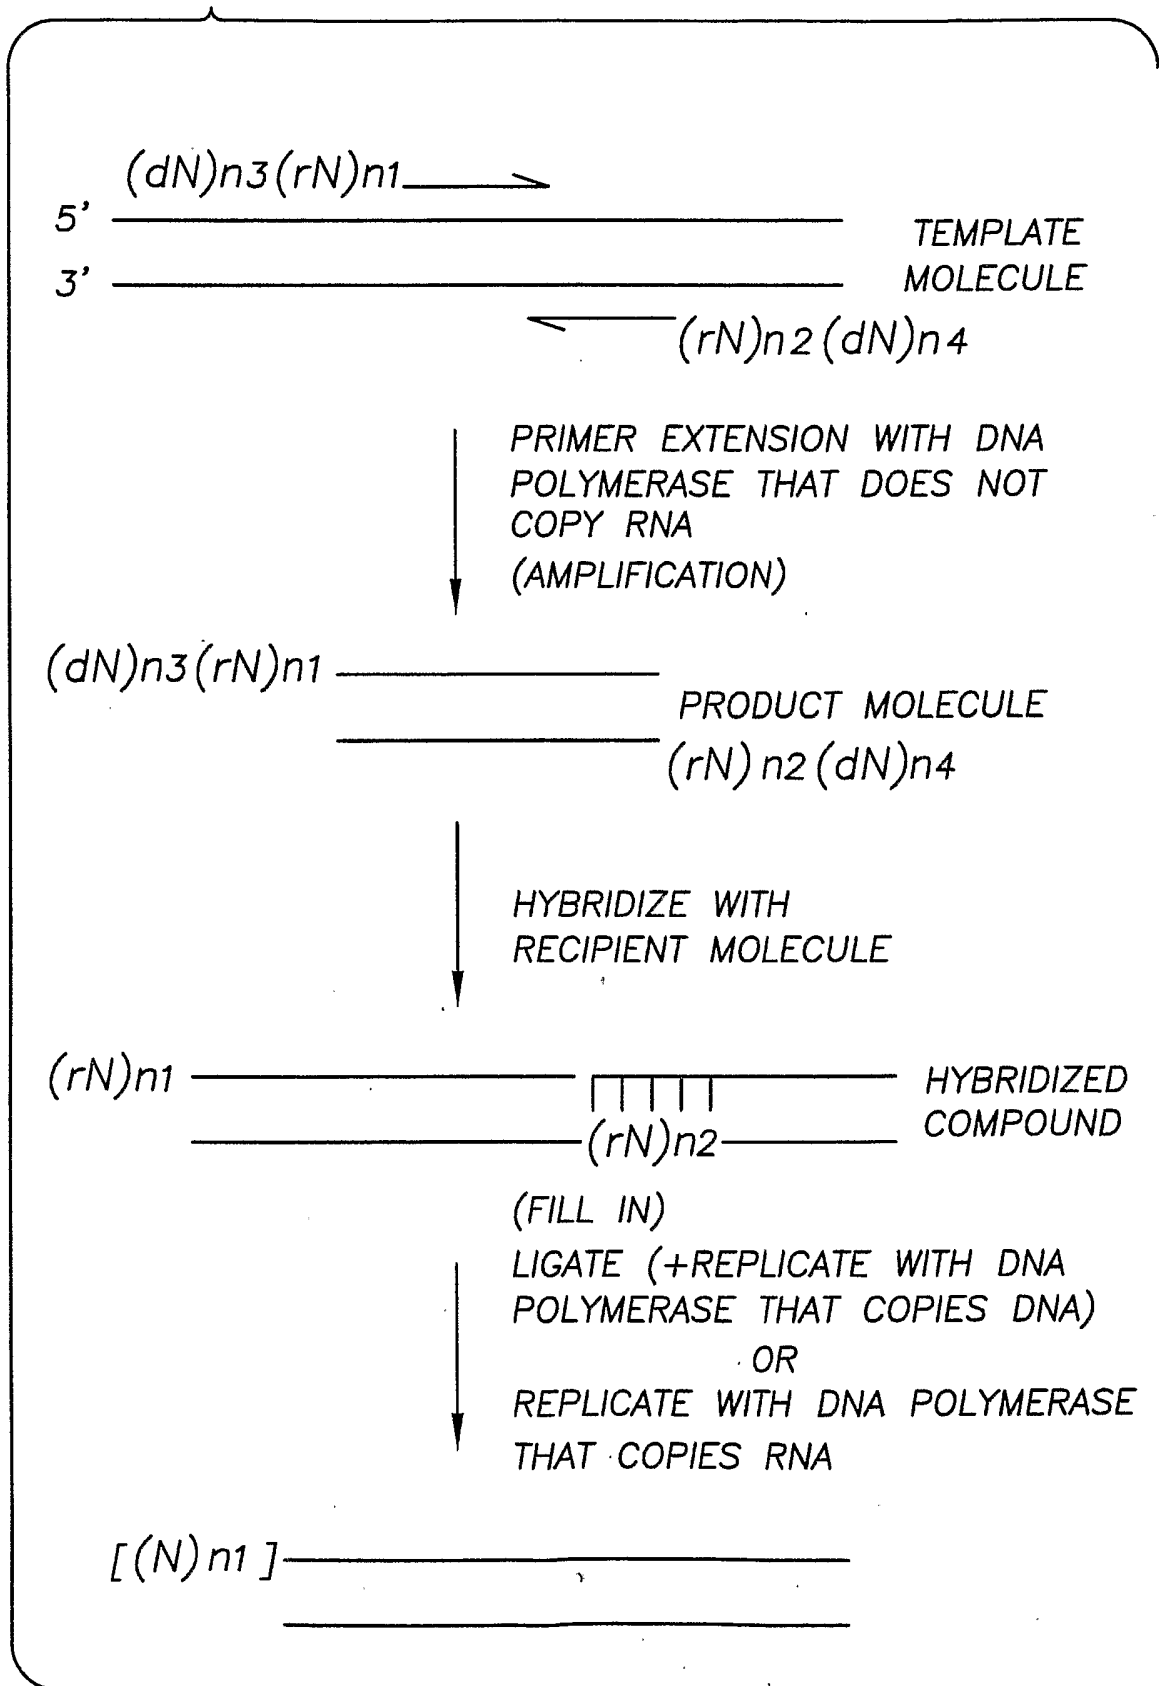 (dN)n3(rN)n1
5'
TEMPLATE
3'
MOLECULE
(rN)n2(dN)n4
PRIMER EXTENSION WITH DNA
POLYMERASE THAT DOES NOT
COPY RNA
(AMPLIFICATION)
(dN)n3(rN)n1
PRODUCT MOLECULE
(rN) n2(dN)n4
HYBRIDIZE WITH
RECIPIENT MOLECULE
(rN)n1
HYBRIDIZED
COMPOUND
(rN)n2
(FILL IN)
LIGATE (+REPLICATE WITH DNA
POLYMERASE THAT COPIES DNA)
OR
REPLICATE WITH DNA POLYMERASE
THAT COPIES RNA
[(N)n1]